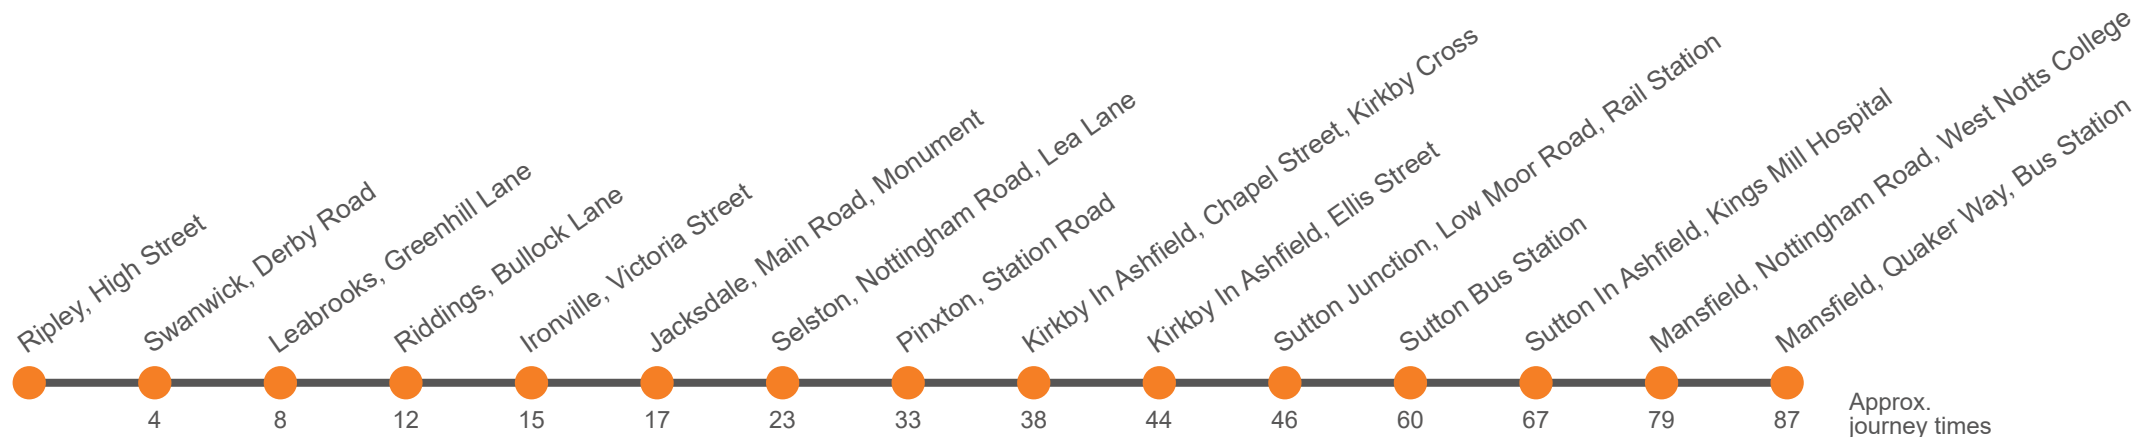 Ripley, High Street
Swanwick, Derby Road
Leabrooks, Greenhill Lane
Riddings, Bullock Lane
Ironville, Victoria Street
Jacksdale, Main Road, Monument
Selston, Nottingham Road, Lea Lane
Pinxton, Station Road
Kirkby In Ashfield, Chapel Street, Kirkby Cross
Kirkby In Ashfield, Ellis Street
Sutton Junction, Low Moor Road, Rail Station
Sutton Bus Station
Sutton In Ashfield, Kings Mill Hospital
Mansfield, Nottingham Road, West Notts College
Mansfield, Quaker Way, Bus Station
4 8 12 15 17 23 33 38 44 46 60 67 79 87
Approx.
journey times